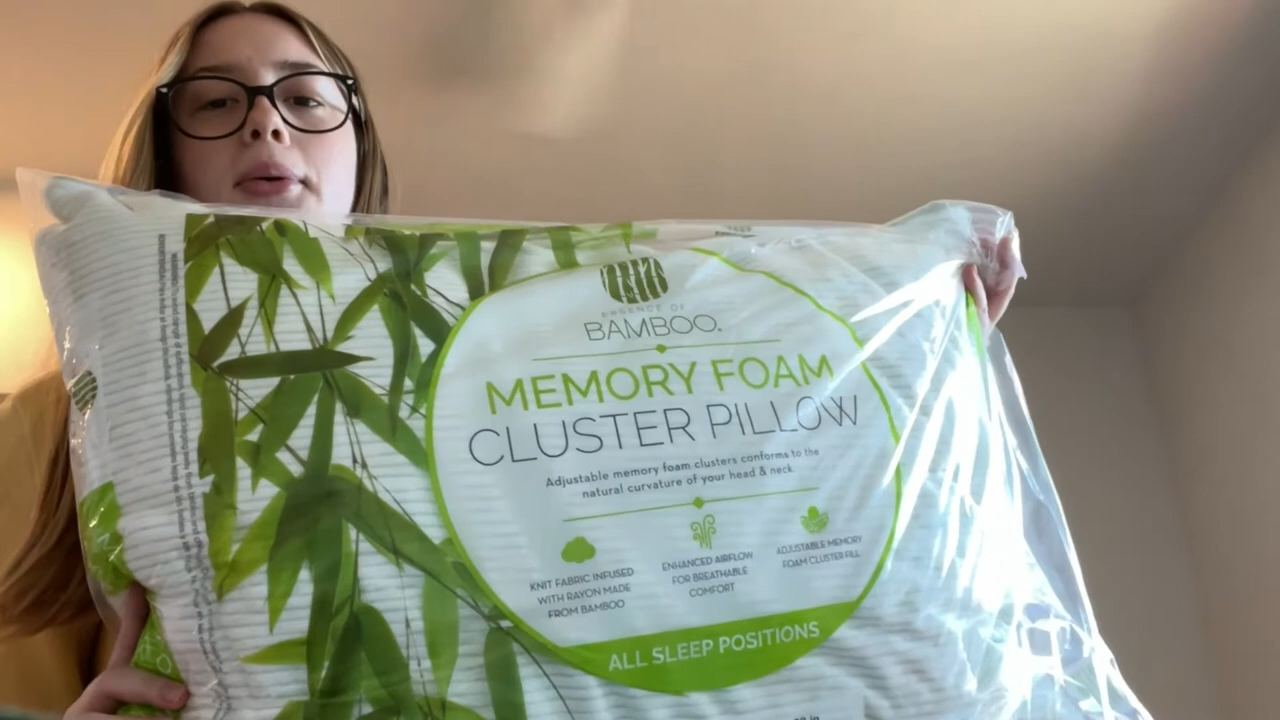 ESSENCE OF
BAMBOO.
MEMORY FOAM
CLUSTER PILLOW
Adjustable memory foam clusters conforms to the
natural curvature of your head & neck.
KNIT FABRIC INFUSED
WITH RAYON MADE
FROM BAMBOO
ENHANCED AIRFLOW
FOR BREATHABLE
COMFORT
ADJUSTABLE MEMORY
FOAM CLUSTER FILL
ALL SLEEP POSITIONS